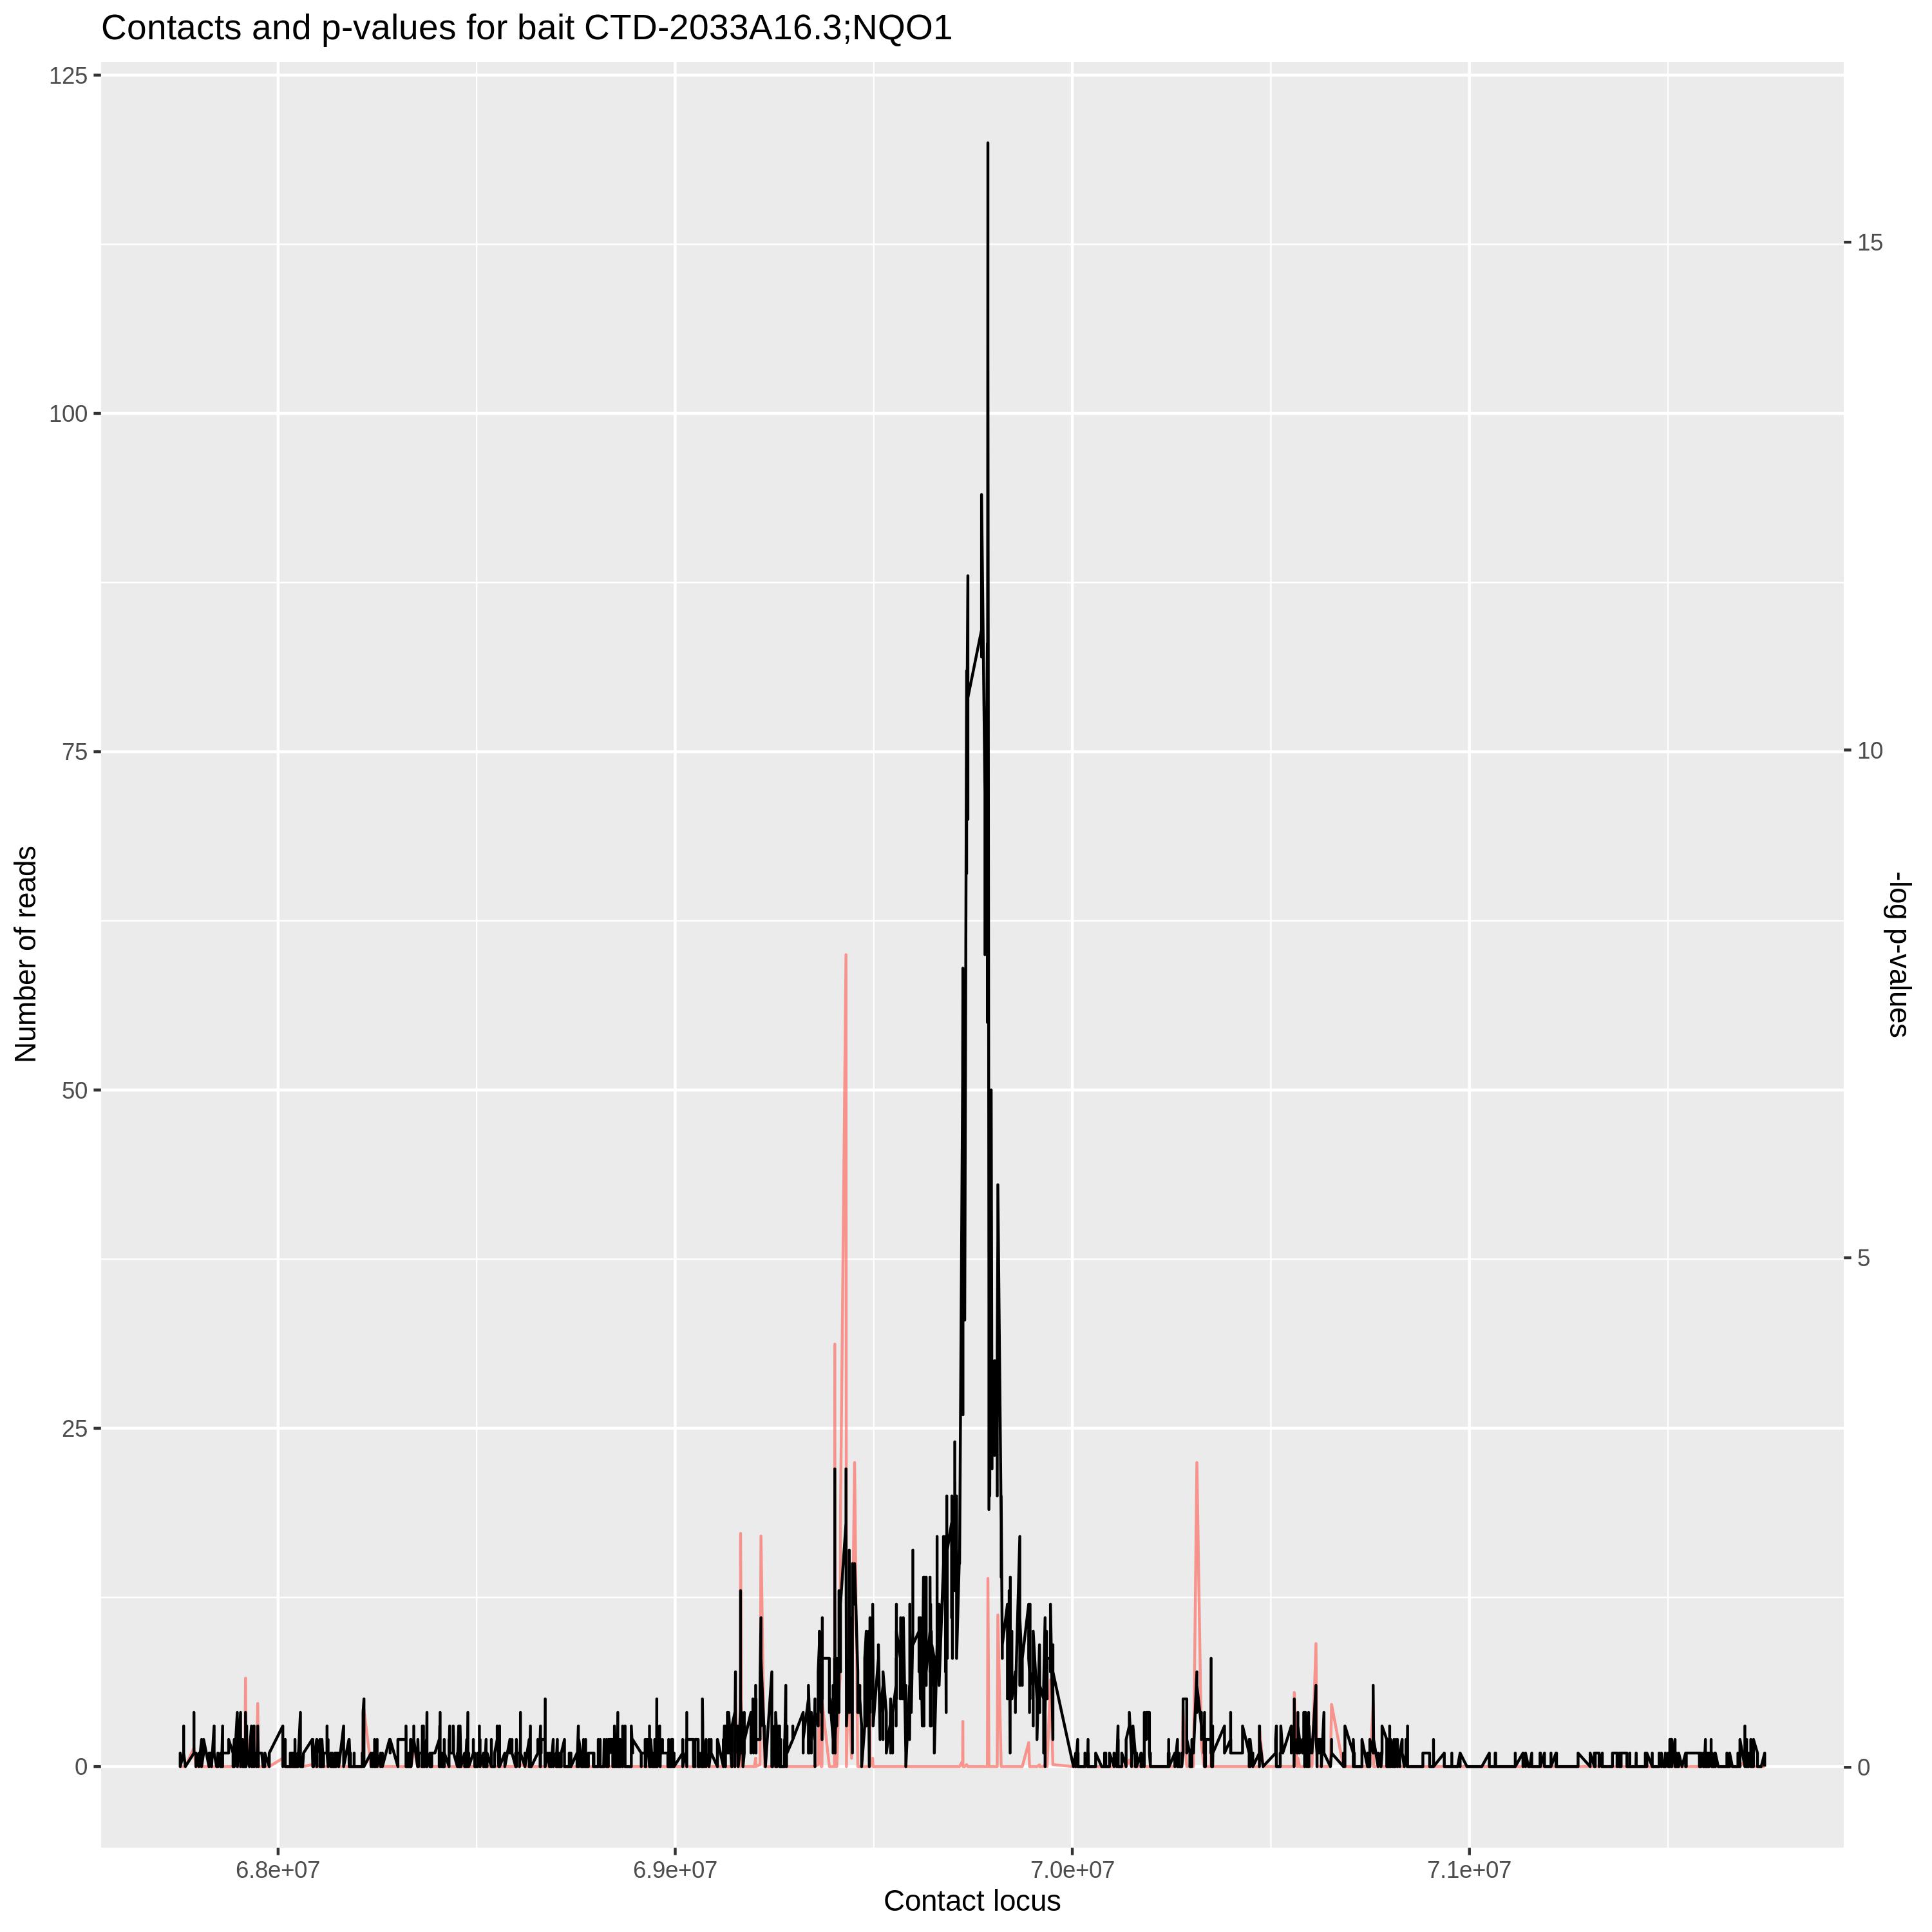 Contacts and p-values for bait CTD-2033A16.3;NQO1
125
100
75
50
25
0
Number of reads
15
10
5
0
-log p-values
6.8e+07
6.9e+07
7.0e+07
7.1e+07
Contact locus